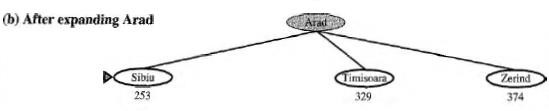 (b) After expanding Arad
Arad
Sibiu
Timisoara
Zerind
253
329
374